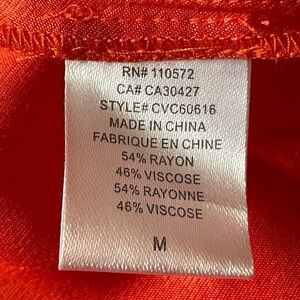 RN# 110572
CA# CA30427
STYLE# CVC60616
MADE IN CHINA
FABRIQUE EN CHINE
54% RAYON
46% VISCOSE
54% RAYONNE
46% VISCOSE
M